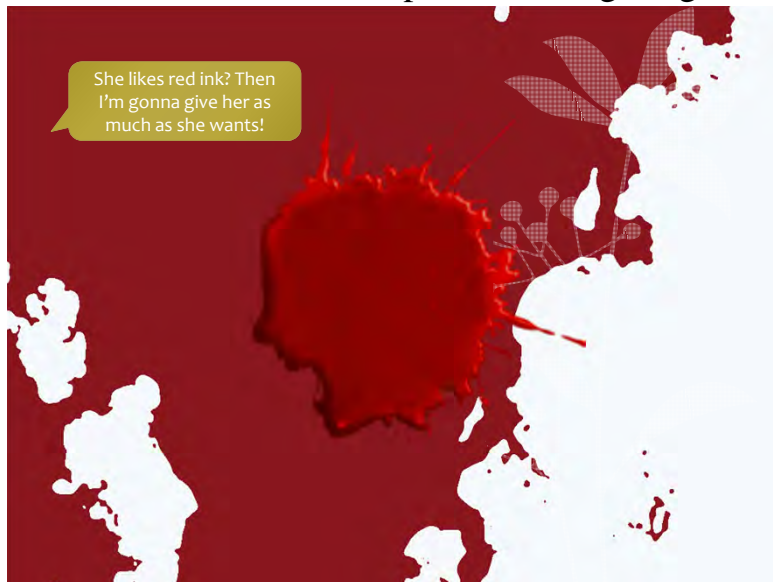 She likes red ink? Then
I'm gonna give her as
much as she wants!